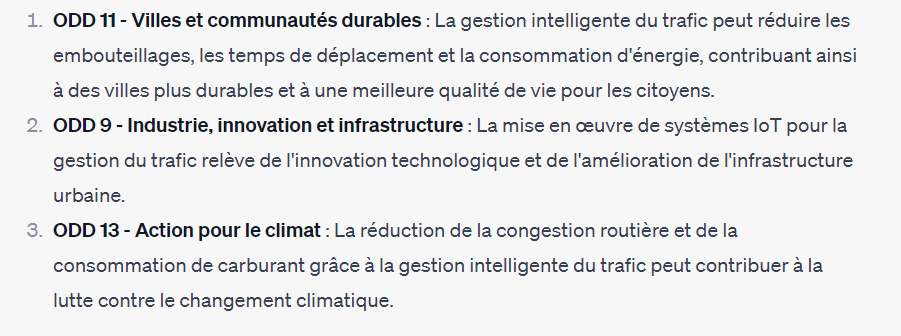 1. ODD 11 - Villes et communautés durables : La gestion intelligente du trafic peut réduire les
embouteillages, les temps de déplacement et la consommation d'énergie, contribuant ainsi
à des villes plus durables et à une meilleure qualité de vie pour les citoyens.
2. ODD 9 - Industrie, innovation et infrastructure : La mise en œuvre de systèmes IoT pour la
gestion du trafic relève de l'innovation technologique et de l'amélioration de l'infrastructure
urbaine.
3. ODD 13 - Action pour le climat : La réduction de la congestion routière et de la
consommation de carburant grâce à la gestion intelligente du trafic peut contribuer à la
lutte contre le changement climatique.